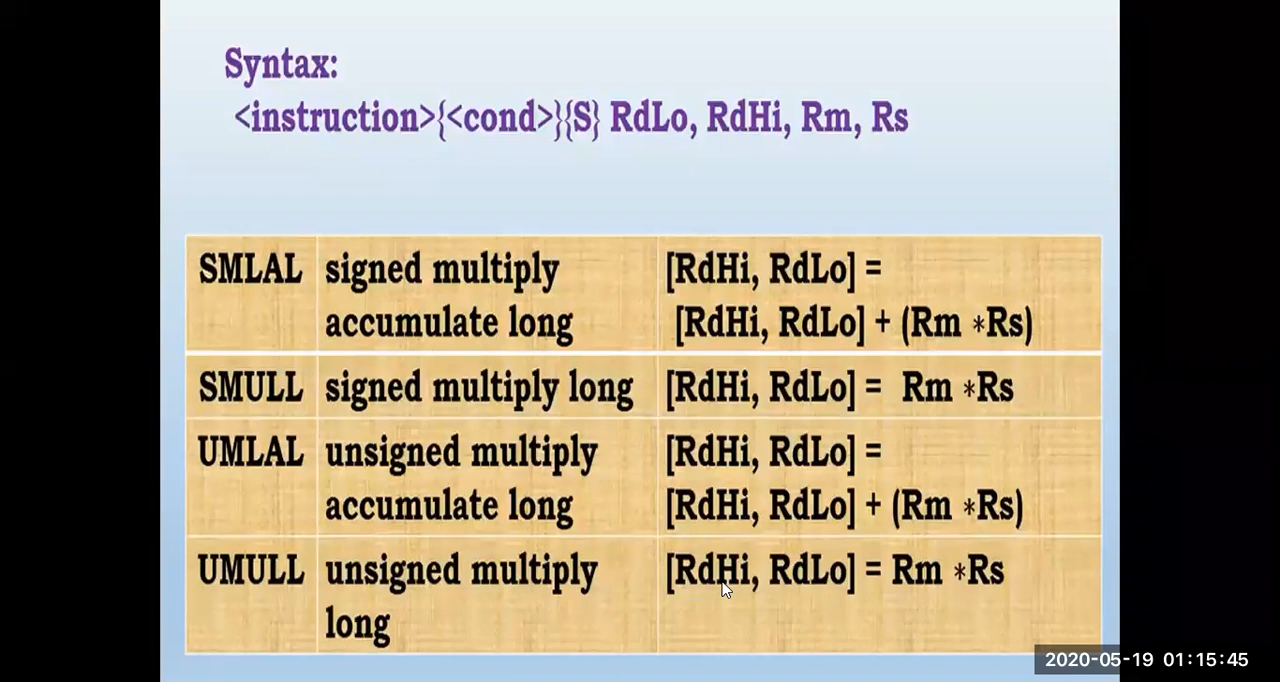 Syntax:
<instruction>{<cond>}{S} RdLo, RdHi, Rm, Rs
SMLAL signed multiply [RdHi, RdLo] =
accumulate long [RdHi, RdLo] + (Rm *Rs)
SMULL signed multiply long [RdHi, RdLo] = Rm *Rs
UMLAL unsigned multiply [RdHi, RdLo] =
accumulate long [RdHi, RdLo] + (Rm *Rs)
UMULL unsigned multiply [RdHi, RdLo] = Rm *Rs
long
2020-05-19 01:15:45